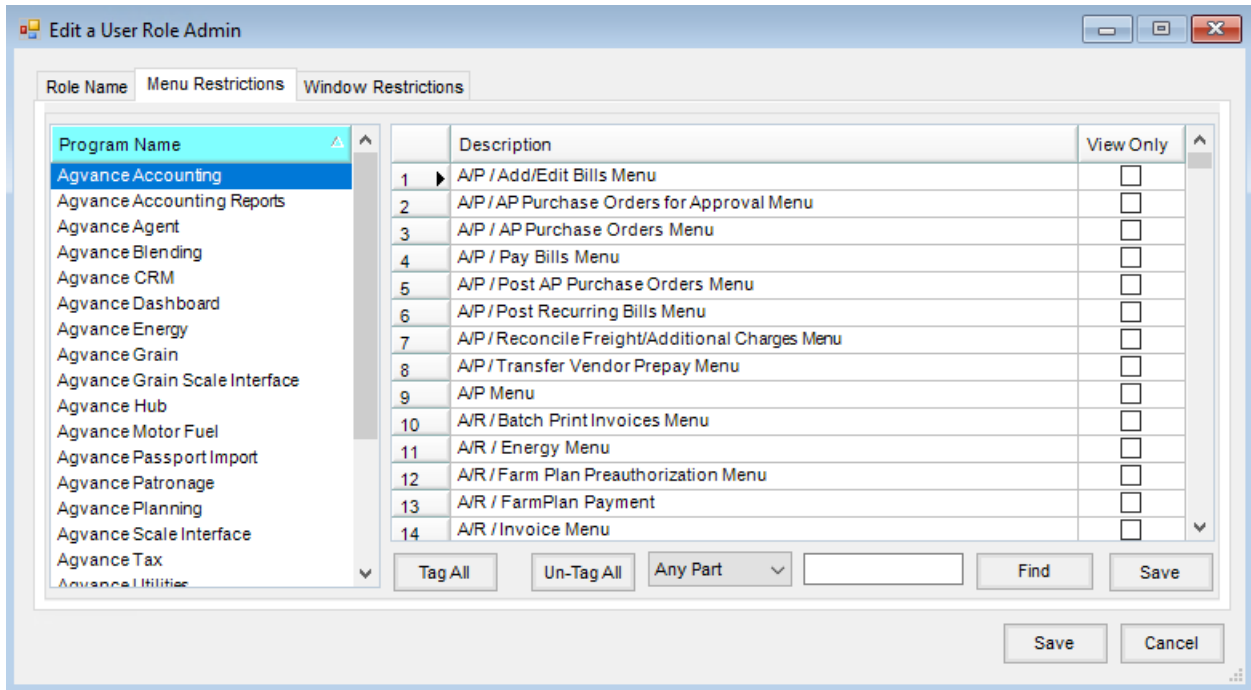 Edit a User Role Admin
Role Name Menu Restrictions Window Restrictions
Program Name
Agvance Accounting
Agvance Accounting Reports
Agvance Agent
Agvance Blending
Agvance CRM
Agvance Dashboard
Agvance Energy
Agvance Grain
Agvance Grain Scale Interface
Agvance Hub
Agvance Motor Fuel
Agvance Passport Import
Agvance Patronage
Agvance Planning
Agvance Scale Interface
Agvance Tax
Agvance Utilities
Description View Only
1 A/P / Add/Edit Bills Menu
2 A/P / AP Purchase Orders for Approval Menu
3 A/P / AP Purchase Orders Menu
4 A/P / Pay Bills Menu
5 A/P / Post AP Purchase Orders Menu
6 A/P / Post Recurring Bills Menu
7 A/P / Reconcile Freight/Additional Charges Menu
8 A/P / Transfer Vendor Prepay Menu
9 A/P Menu
10 A/R / Batch Print Invoices Menu
11 A/R / Energy Menu
12 A/R / Farm Plan Preauthorization Menu
13 A/R / FarmPlan Payment
14 A/R / Invoice Menu
Tag All Un-Tag All Any Part Find Save
Save Cancel